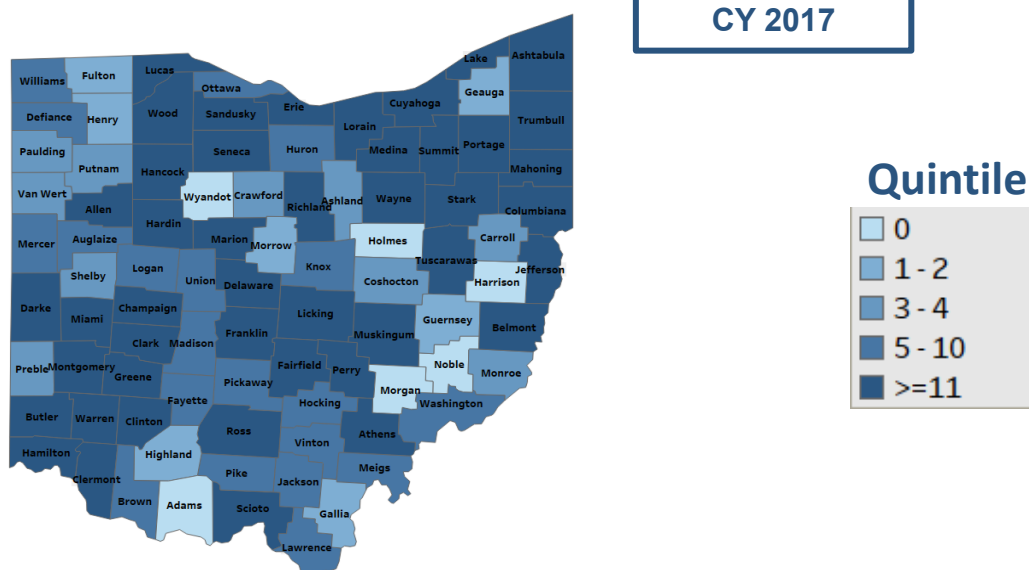 CY 2017
Lake
Ashtabula
Williams
Fulton
Lucas
Ottawa
Geauga
Defiance
Henry
Wood
Sandusky
Erie
Cuyahoga
Lorain
Trumbull
Paulding
Putnam
Hancock
Seneca
Huron
Medina
Summit
Portage
Mahoning
Van Wert
Allen
Wyandot
Crawford
Richland
Ashland
Wayne
Stark
Columbiana
Hardin
Mercer
Auglaize
Marion
Morrow
Holmes
Carroll
Tuscarawas
Jefferson
Shelby
Logan
Union
Delaware
Knox
Coshocton
Harrison
Darke
Miami
Champaign
Licking
Muskingum
Guernsey
Belmont
Clark
Madison
Franklin
Preble
Montgomery
Greene
Fairfield
Perry
Noble
Monroe
Pickaway
Morgan
Fayette
Hocking
Washington
Butler
Warren
Clinton
Ross
Athens
Hamilton
Highland
Vinton
Clermont
Pike
Jackson
Meigs
Brown
Adams
Scioto
Gallia
Lawrence
Quintile
0
1 - 2
3 - 4
5 - 10
>=11